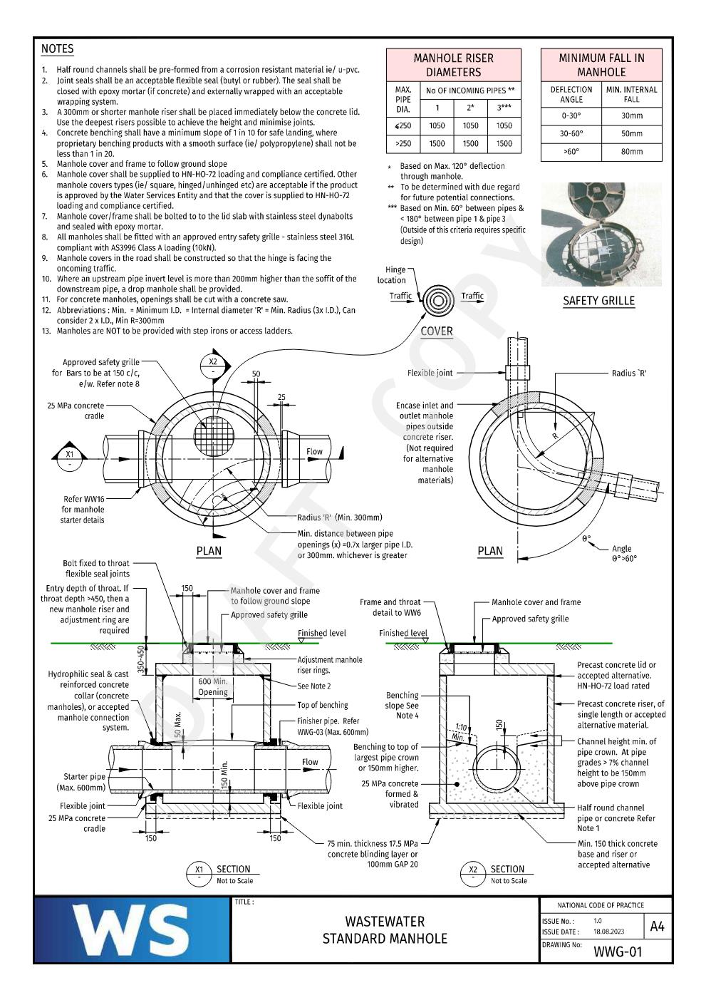 NOTES
1. Half round channels shall be pre-formed from a corrosion resistant material ie/ u-pvc.
2. Joint seals shall be an acceptable flexible seal (butyl or rubber). The seal shall be
closed with epoxy mortar (if concrete) and externally wrapped with an acceptable
wrapping system.
3. A 300mm or shorter manhole riser shall be placed immediately below the concrete lid.
Use the deepest risers possible to achieve the height and minimise joints.
4. Concrete benching shall have a minimum slope of 1 in 10 for safe landing, where
proprietary benching products with a smooth surface (ie/ polypropylene) shall not be
less than 1 in 20.
5. Manhole cover and frame to follow ground slope
6. Manhole cover shall be supplied to HN-HO-72 loading and compliance certified. Other
manhole covers types (ie/ square, hinged/unhinged etc) are acceptable if the product
is approved by the Water Services Entity and that the cover is supplied to HN-HO-72
loading and compliance certified.
7. Manhole cover/frame shall be bolted to to the lid slab with stainless steel dynabolts
and sealed with epoxy mortar.
8. All manholes shall be fitted with an approved entry safety grille - stainless steel 316L
compliant with AS3996 Class A loading (10kN).
9. Manhole covers in the road shall be constructed so that the hinge is facing the
oncoming traffic.
10. Where an upstream pipe invert level is more than 200mm higher than the soffit of the
downstream pipe, a drop manhole shall be provided.
11. For concrete manholes, openings shall be cut with a concrete saw.
12. Abbreviations : Min. = Minimum I.D. = Internal diameter 'R' = Min. Radius (3x I.D.), Can
consider 2 x I.D., Min R=300mm
13. Manholes are NOT to be provided with step irons or access ladders.
MANHOLE RISER
DIAMETERS
MAX.
PIPE
DIA.
No OF INCOMING PIPES **
1 2* 3***
⩽250 1050 1050 1050
>250 1500 1500 1500
* Based on Max. 120° deflection
through manhole.
** To be determined with due regard
for future potential connections.
*** Based on Min. 60° between pipes &
< 180° between pipe 1 & pipe 3
(Outside of this criteria requires specific
design)
MINIMUM FALL IN
MANHOLE
DEFLECTION
ANGLE
MIN. INTERNAL
FALL
0-30° 30mm
30-60° 50mm
>60° 80mm
SAFETY GRILLE
Hinge
location
Traffic
Traffic
COVER
Approved safety grille
for Bars to be at 150 c/c,
e/w. Refer note 8
25 MPa concrete
cradle
X2
-
50
25
X1
-
Flow
x
Refer WW16
for manhole
starter details
Radius 'R' (Min. 300mm)
Min. distance between pipe
openings (x) =0.7x larger pipe I.D.
or 300mm. whichever is greater
PLAN
Flexible joint
Radius `R'
Encase inlet and
outlet manhole
pipes outside
concrete riser.
(Not required
for alternative
manhole
materials)
R
Θ°
Angle
Θ°>60°
PLAN
Bolt fixed to throat
flexible seal joints
Entry depth of throat. If
throat depth >450, then a
new manhole riser and
adjustment ring are
required
150
Manhole cover and frame
to follow ground slope
Approved safety grille
Finished level
350-450
Adjustment manhole
riser rings.
600 Min.
Opening
See Note 2
Hydrophilic seal & cast
reinforced concrete
collar (concrete
manholes), or accepted
manhole connection
system.
Top of benching
50 Max.
Finisher pipe. Refer
WWG-03 (Max. 600mm)
Flow
150 Min.
Starter pipe
(Max. 600mm)
Flexible joint
Flexible joint
25 MPa concrete
cradle
150
150
75 min. thickness 17.5 MPa
concrete blinding layer or
100mm GAP 20
X1
-
SECTION
Not to Scale
Frame and throat
detail to WW6
Manhole cover and frame
Approved safety grille
Finished level
Precast concrete lid or
accepted alternative.
HN-HO-72 load rated
Benching
slope See
Note 4
Precast concrete riser, of
single length or accepted
alternative material.
1:10
Min.
150
Channel height min. of
pipe crown. At pipe
grades > 7% channel
height to be 150mm
above pipe crown
Benching to top of
largest pipe crown
or 150mm higher.
25 MPa concrete
formed &
vibrated
Half round channel
pipe or concrete Refer
Note 1
Min. 150 thick concrete
base and riser or
accepted alternative
X2
-
SECTION
Not to Scale
DRAFT COPY
WS
TITLE :
WASTEWATER
STANDARD MANHOLE
NATIONAL CODE OF PRACTICE
ISSUE No. : 1.0
ISSUE DATE : 18.08.2023
A4
DRAWING No: WWG-01